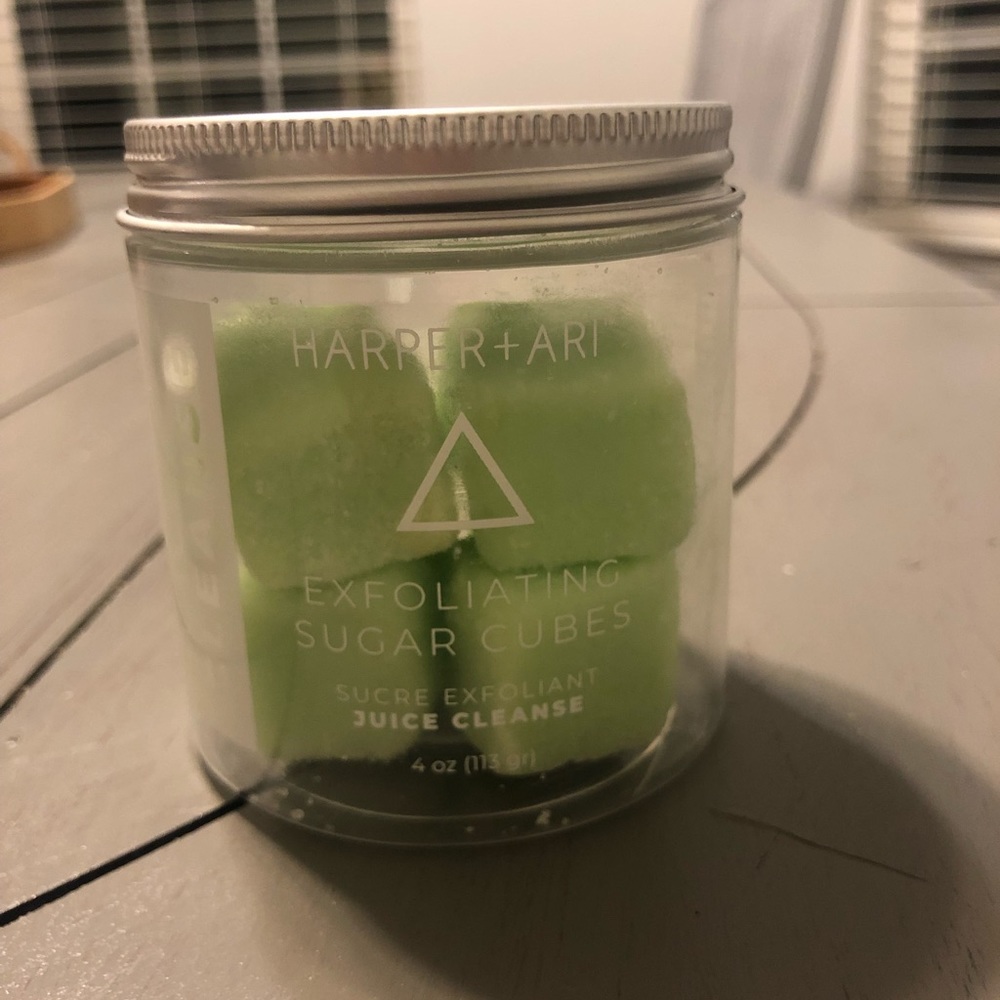 HARPER+ARI
EXFOLIATING
SUGAR CUBES
SUCRE EXFOLIANT
JUICE CLEANSE
4 oz (113 gr)